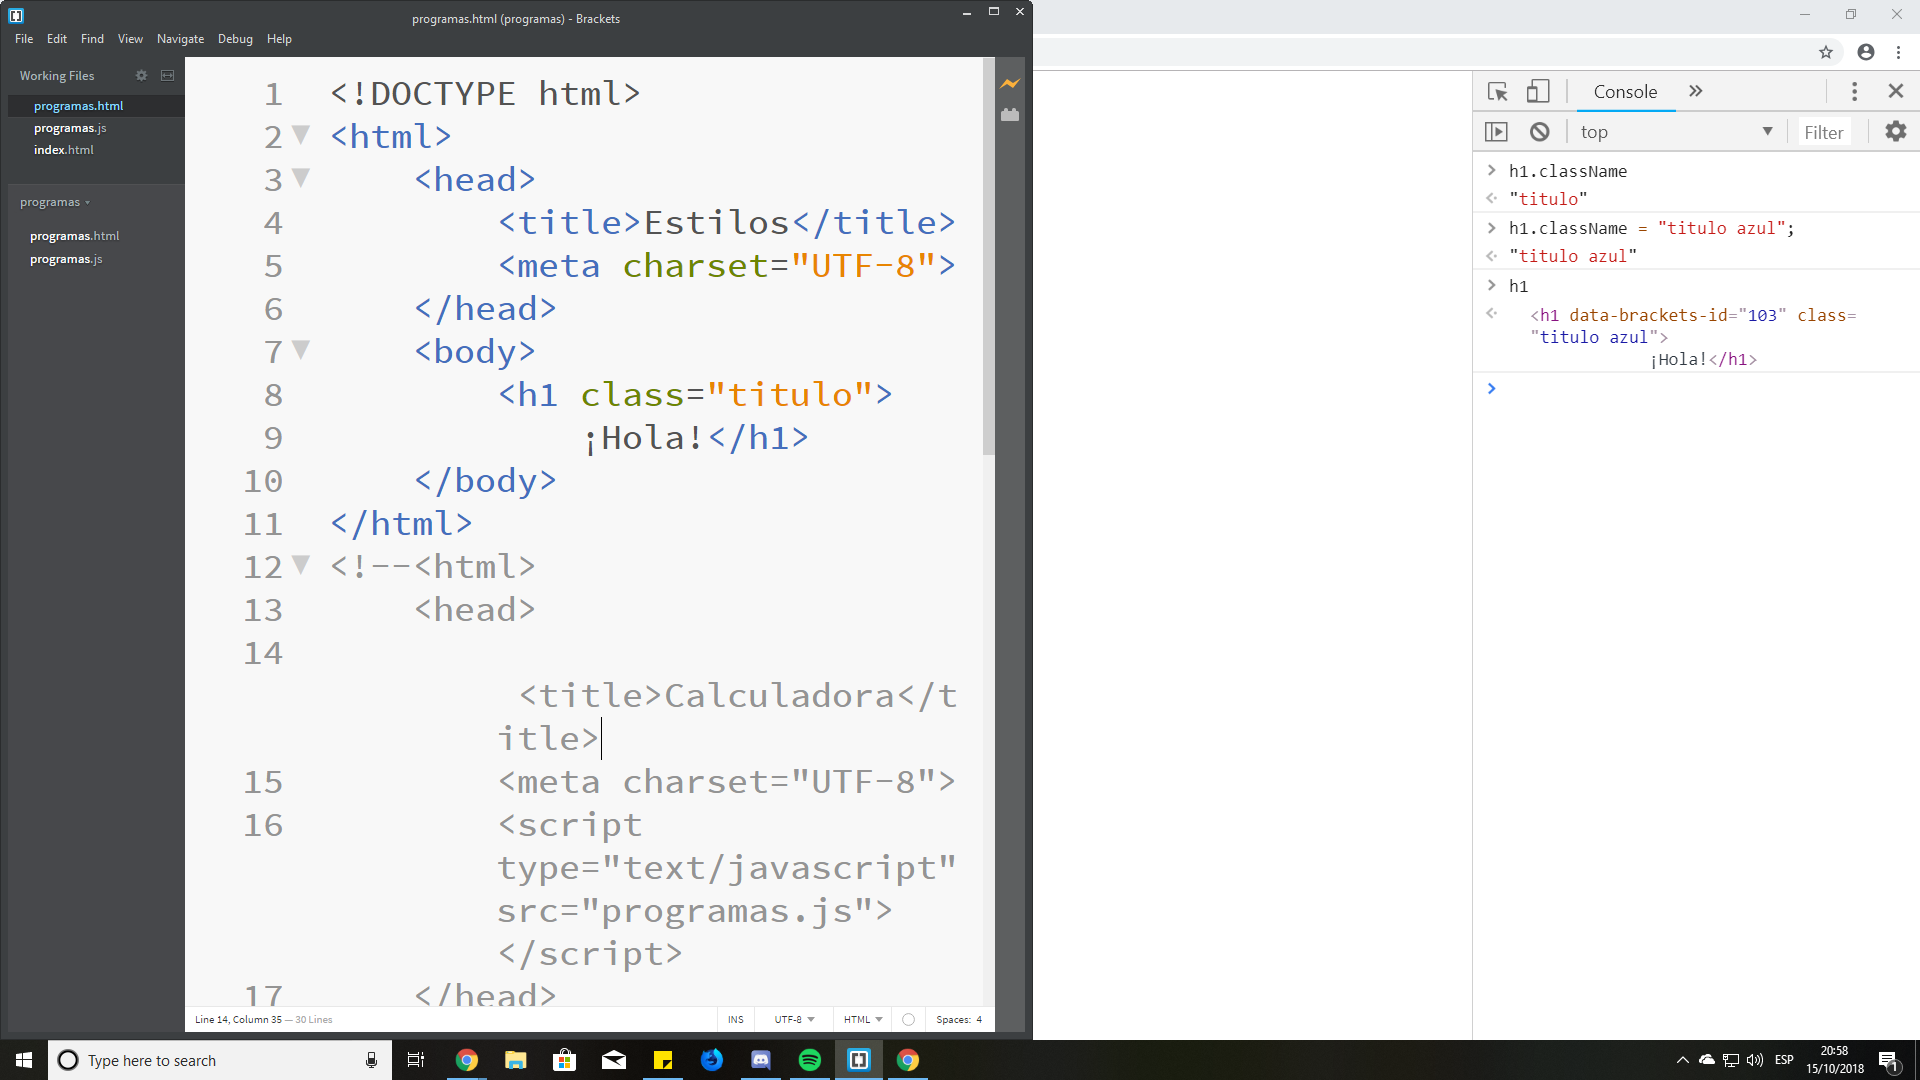 programas.html (programas) - Brackets
File Edit Find View Navigate Debug Help
Working Files
programas.html
programas.js
index.html
programas
programas.html
programas.js
1 <!DOCTYPE html>
2 <html>
3 <head>
4 <title>Estilos</title>
5 <meta charset="UTF-8">
6 </head>
7 <body>
8 <h1 class="titulo">
9 ¡Hola!</h1>
10 </body>
11 </html>
12 <!--<html>
13 <head>
14
<title>Calculadora</t
itle>
15 <meta charset="UTF-8">
16 <script
type="text/javascript"
src="programas.js">
</script>
17 </head>
Line 14, Column 35 — 30 Lines
INS UTF-8 HTML Spaces: 4
Console
top Filter
h1.className
"titulo"
h1.className = "titulo azul";
"titulo azul"
h1
<h1 data-brackets-id="103" class=
"titulo azul">
¡Hola!</h1>
Type here to search
ESP
20:58
15/10/2018
1